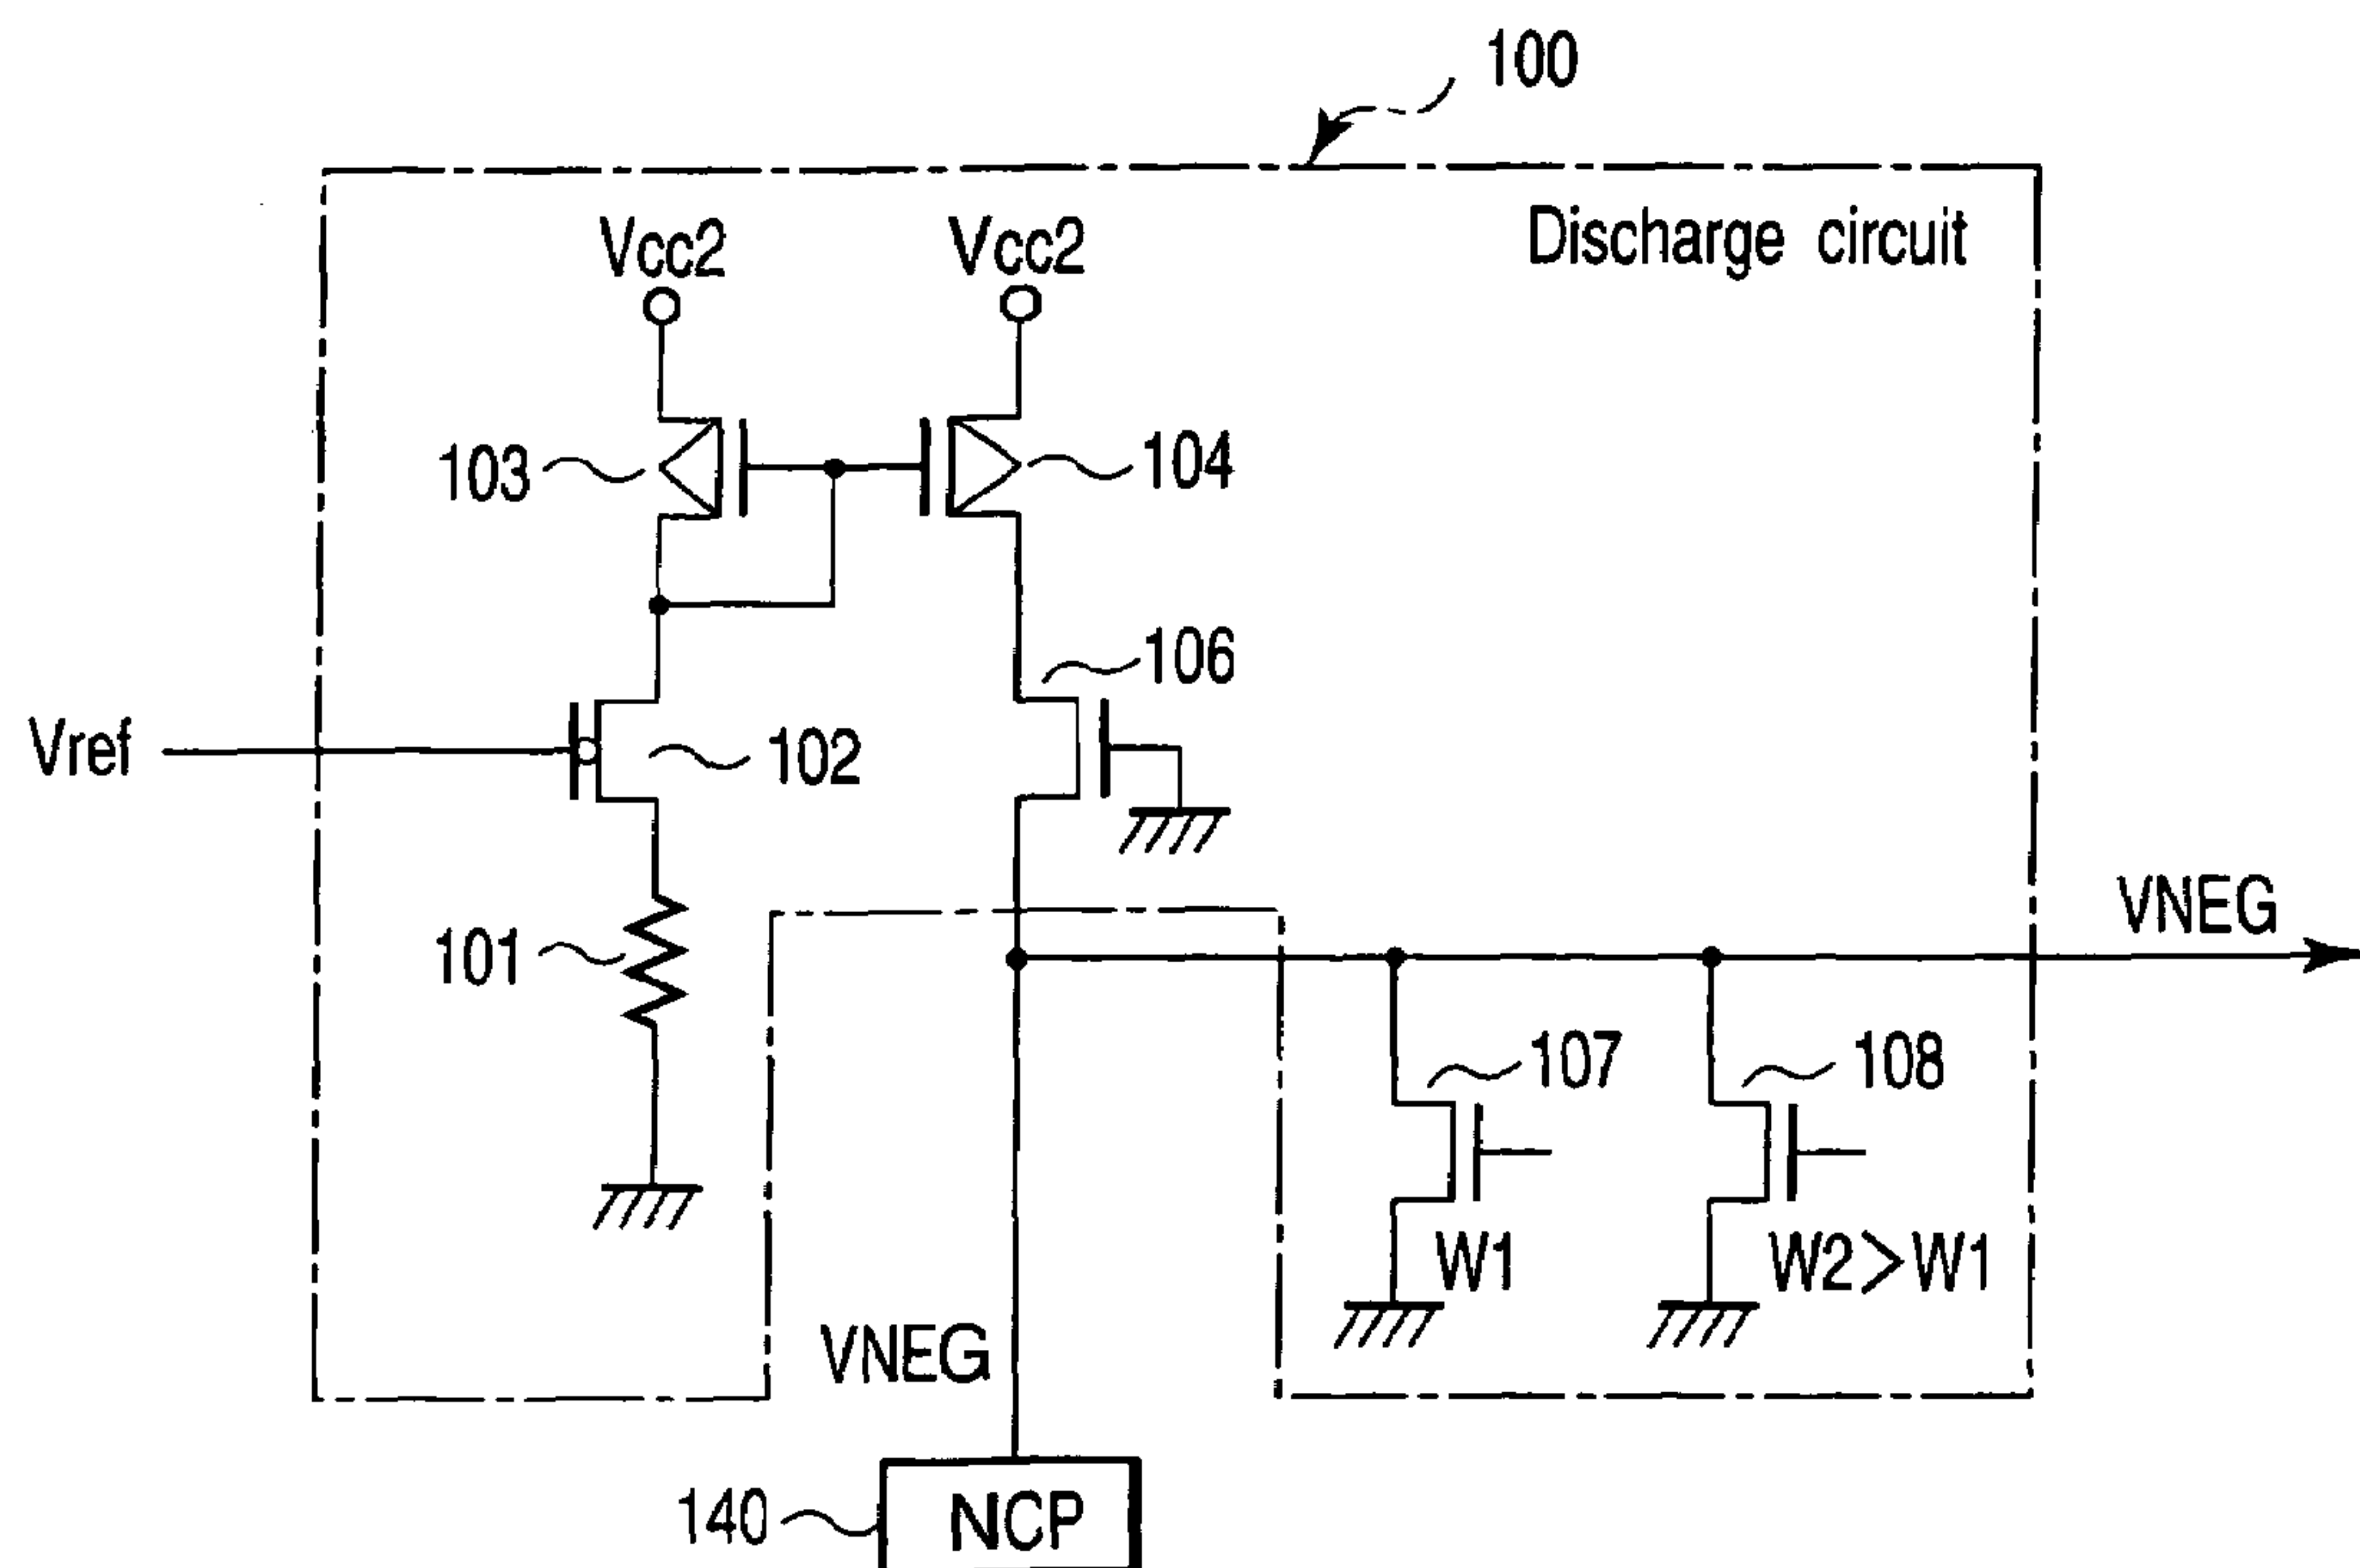 100
Discharge circuit
Vcc2
Vcc2
103
104
106
Vref
102
101
VNEG
107
108
W1
W2>W1
VNEG
140
NCP